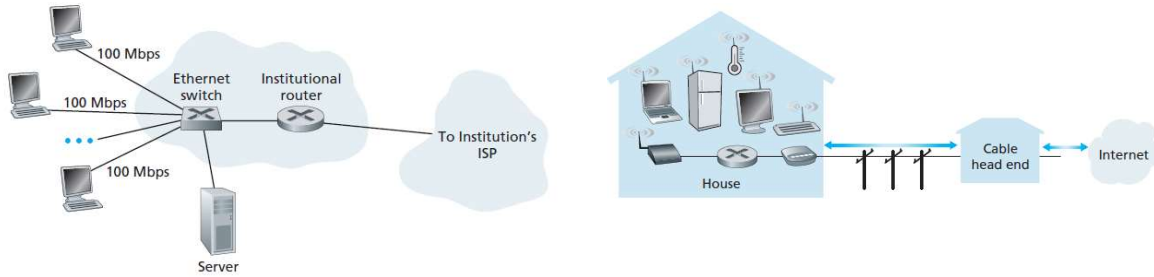 100 Mbps
100 Mbps
100 Mbps
Ethernet
switch
Institutional
router
Server
To Institution's
ISP
House
Cable
head end
Internet